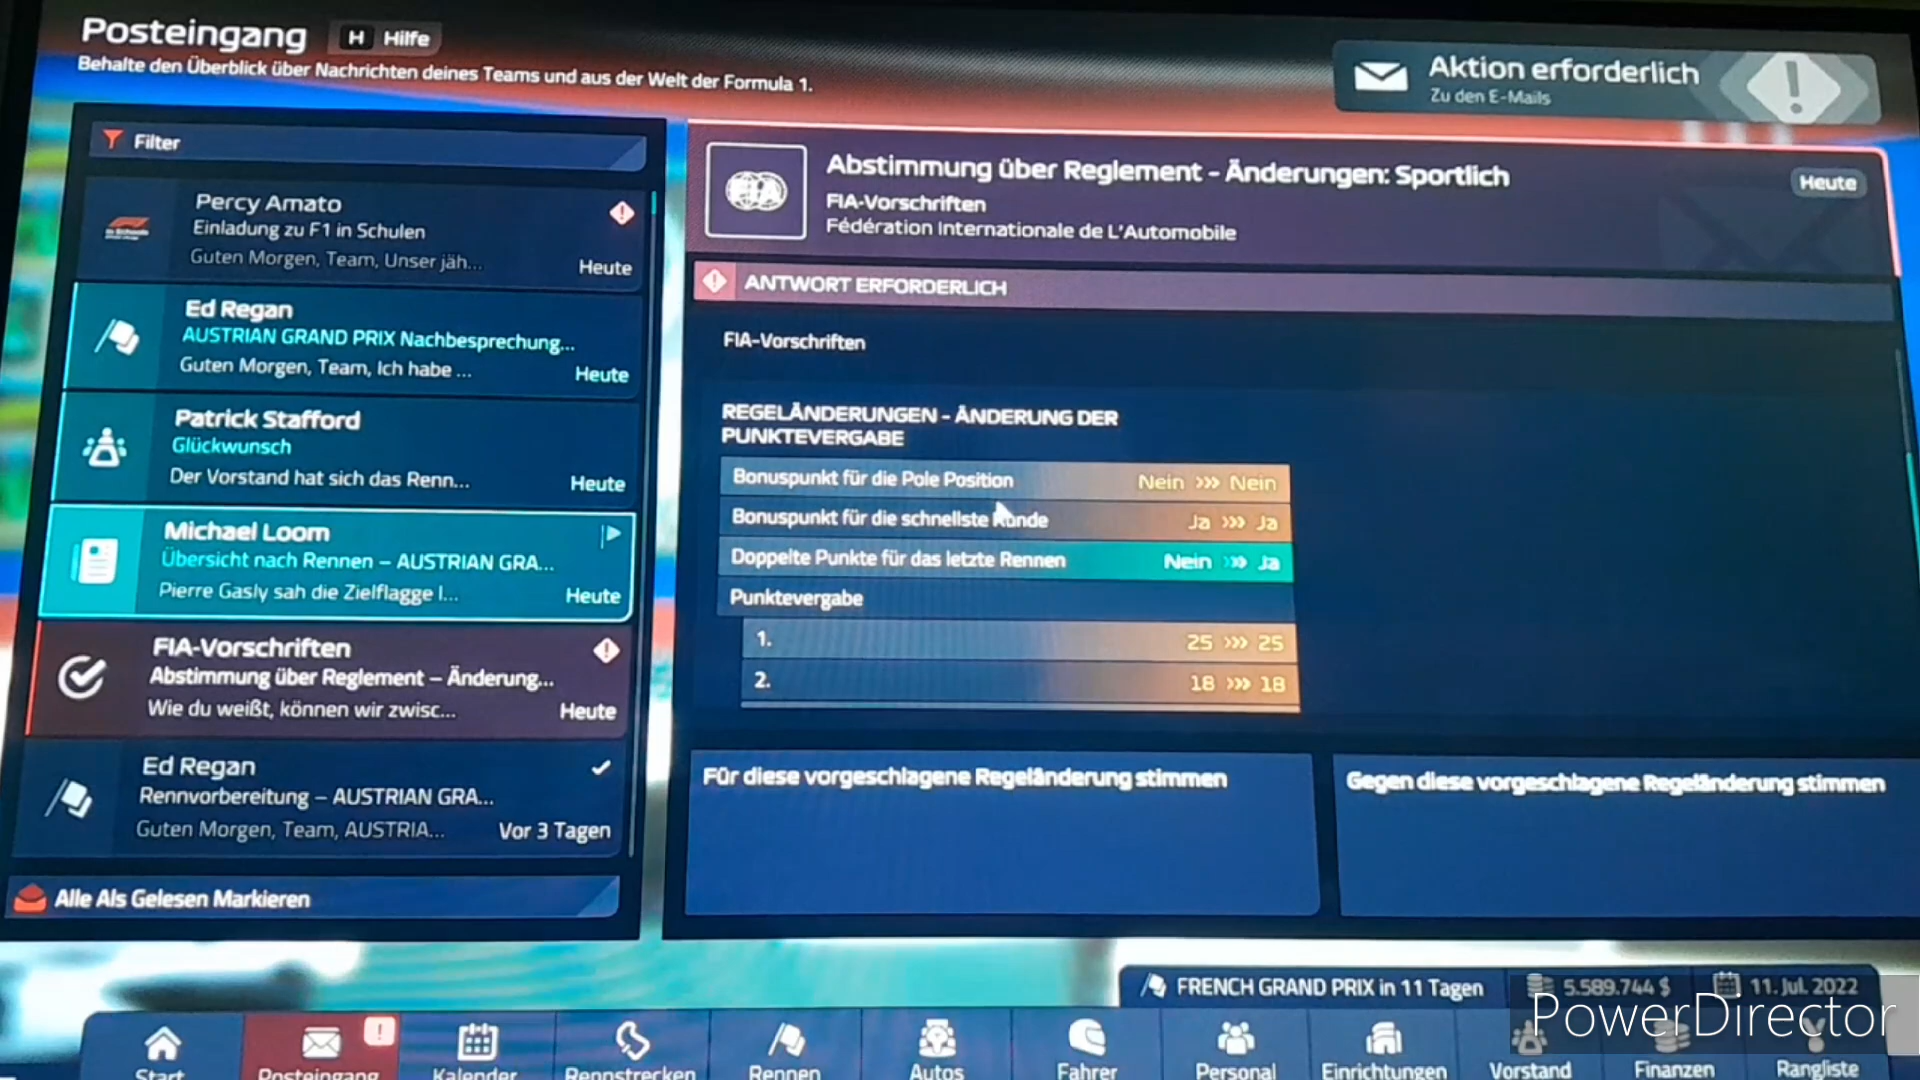 Posteingang H Hilfe
Behalte den Überblick über Nachrichten deines Teams und aus der Welt der Formula 1.
Aktion erforderlich
Zu den E-Mails
Filter
Percy Amato
Einladung zu F1 in Schulen
Guten Morgen, Team, Unser jäh...
Heute
Ed Regan
AUSTRIAN GRAND PRIX Nachbesprechung...
Guten Morgen, Team, Ich habe ...
Heute
Patrick Stafford
Glückwunsch
Der Vorstand hat sich das Renn...
Heute
Michael Loom
Übersicht nach Rennen – AUSTRIAN GRA...
Pierre Gasly sah die Zielflagge I...
Heute
FIA-Vorschriften
Abstimmung über Reglement – Änderung...
Wie du weißt, können wir zwisc...
Heute
Ed Regan
Rennvorbereitung – AUSTRIAN GRA...
Guten Morgen, Team, AUSTRIA...
Vor 3 Tagen
Alle Als Gelesen Markieren
FIA
Abstimmung über Reglement - Änderungen: Sportlich
Heute
FIA-Vorschriften
Fédération Internationale de L'Automobile
ANTWORT ERFORDERLICH
FIA-Vorschriften
REGELÄNDERUNGEN - ÄNDERUNG DER
PUNKTEVERGABE
Bonuspunkt für die Pole Position Nein >>> Nein
Bonuspunkt für die schnellste Runde Ja >>> Ja
Doppelte Punkte für das letzte Rennen Nein >>> Ja
Punktevergabe
1. 25 >>> 25
2. 18 >>> 18
Für diese vorgeschlagene Regeländerung stimmen
Gegen diese vorgeschlagene Regeländerung stimmen
FRENCH GRAND PRIX in 11 Tagen
5.589.744 $
11. Jul. 2022
PowerDirector
Start
Posteingang
Kalender
Rennstrecken
Rennen
Autos
Fahrer
Personal
Einrichtungen
Vorstand
Finanzen
Rangliste